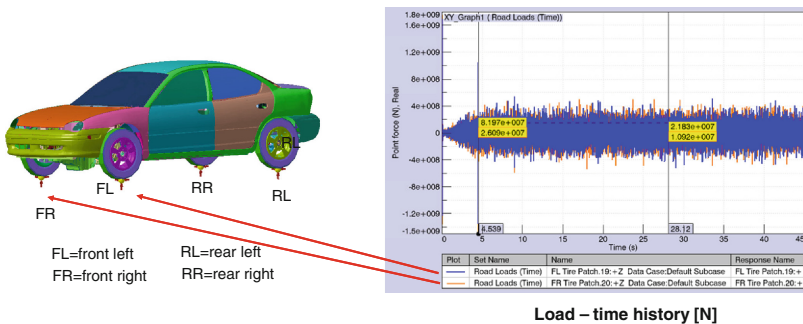 XY_Graph1 ( Road Loads (Time))
1.8e+009
1.2e+009
8e+008
4e+008
0
-4e+008
-8e+008
-1.2e+009
-1.5e+009
Point force (N), Real
8.197e+007
2.609e+007
2.183e+007
1.092e+007
4.539
28.12
0 5 10 15 20 25 30 35 40 45
Time (s)
RL
FL
RR
RL
FR
FL=front left
RL=rear left
FR=front right
RR=rear right
Plot Set Name Name Response Name
Road Loads (Time) FL Tire Patch.19:+Z Data Case:Default Subcase FL Tire Patch.19:+
Road Loads (Time) FR Tire Patch.20:+Z Data Case:Default Subcase FR Tire Patch.20:+
Load – time history [N]